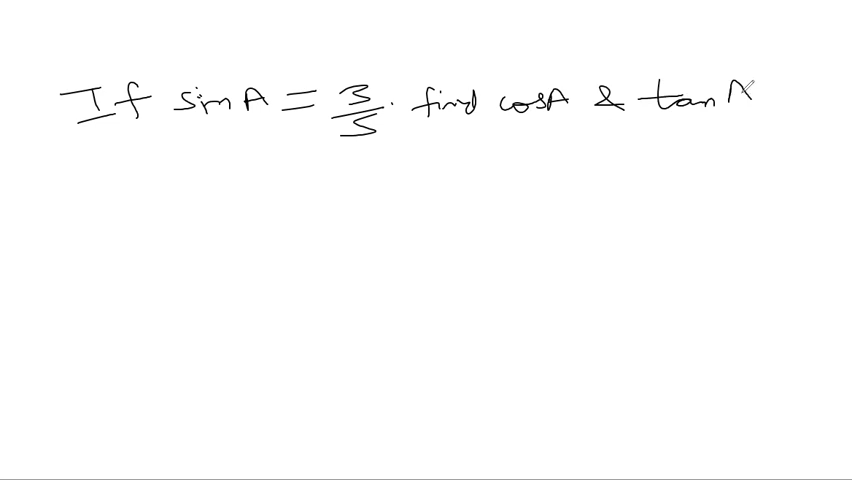 If sin A = 3/5. find cosA & tan A